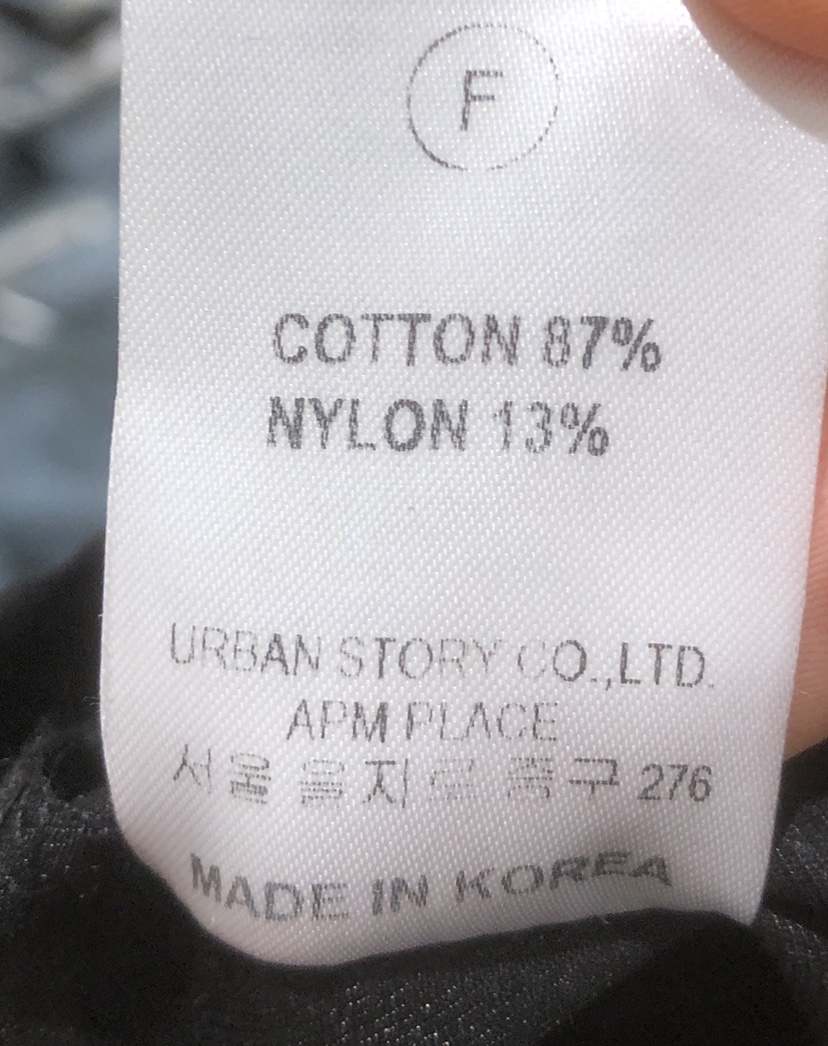 F
COTTON 87%
NYLON 13%
URBAN STORY CO.,LTD.
APM PLACE
서울 을지로 중구 276
MADE IN KOREA